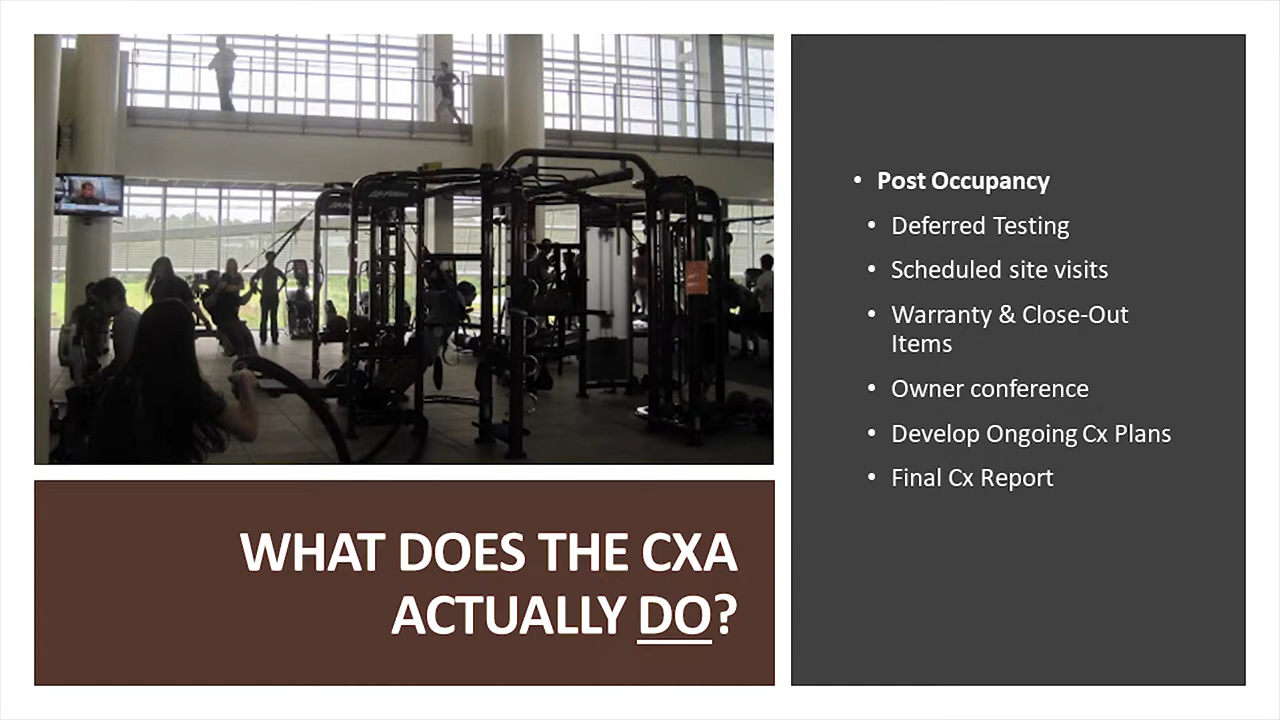 WHAT DOES THE CXA
ACTUALLY DO?
• Post Occupancy
• Deferred Testing
• Scheduled site visits
• Warranty & Close-Out
Items
• Owner conference
• Develop Ongoing Cx Plans
• Final Cx Report